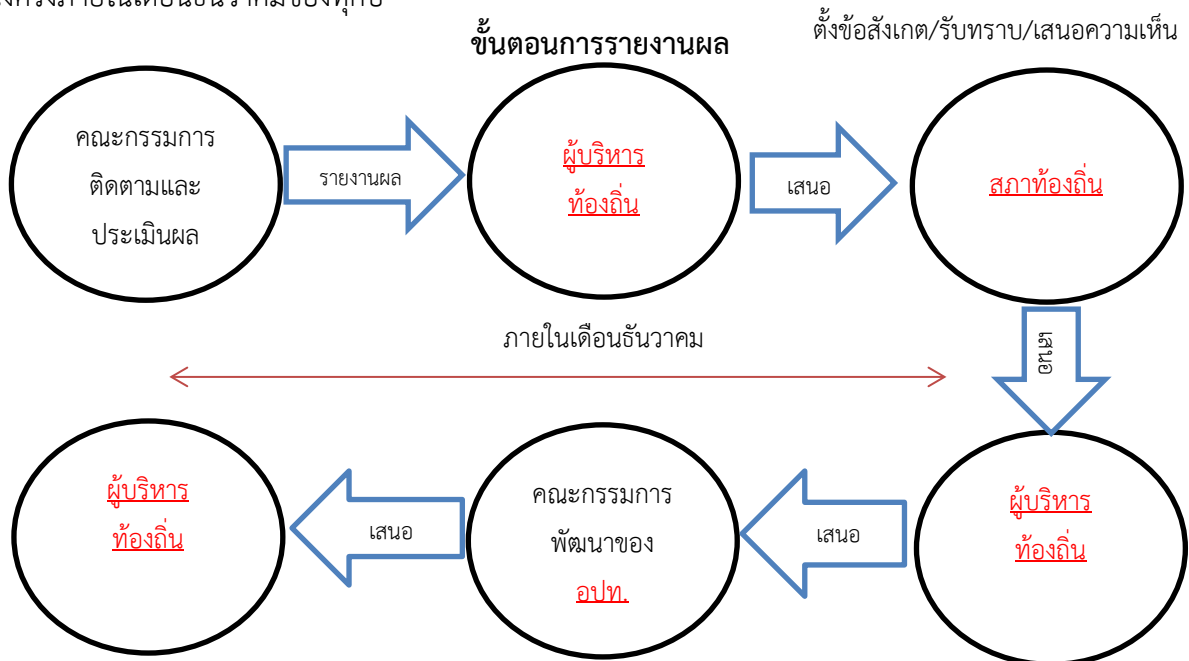 ขั้นตอนการรายงานผล
ตั้งข้อสังเกต/รับทราบ/เสนอความเห็น
คณะกรรมการ
ติดตามและ
ประเมินผล
รายงานผล
ผู้บริหาร
ท้องถิ่น
เสนอ
สภาท้องถิ่น
เสนอ
ภายในเดือนธันวาคม
ผู้บริหาร
ท้องถิ่น
เสนอ
คณะกรรมการ
พัฒนาของ
อปท.
เสนอ
ผู้บริหาร
ท้องถิ่น